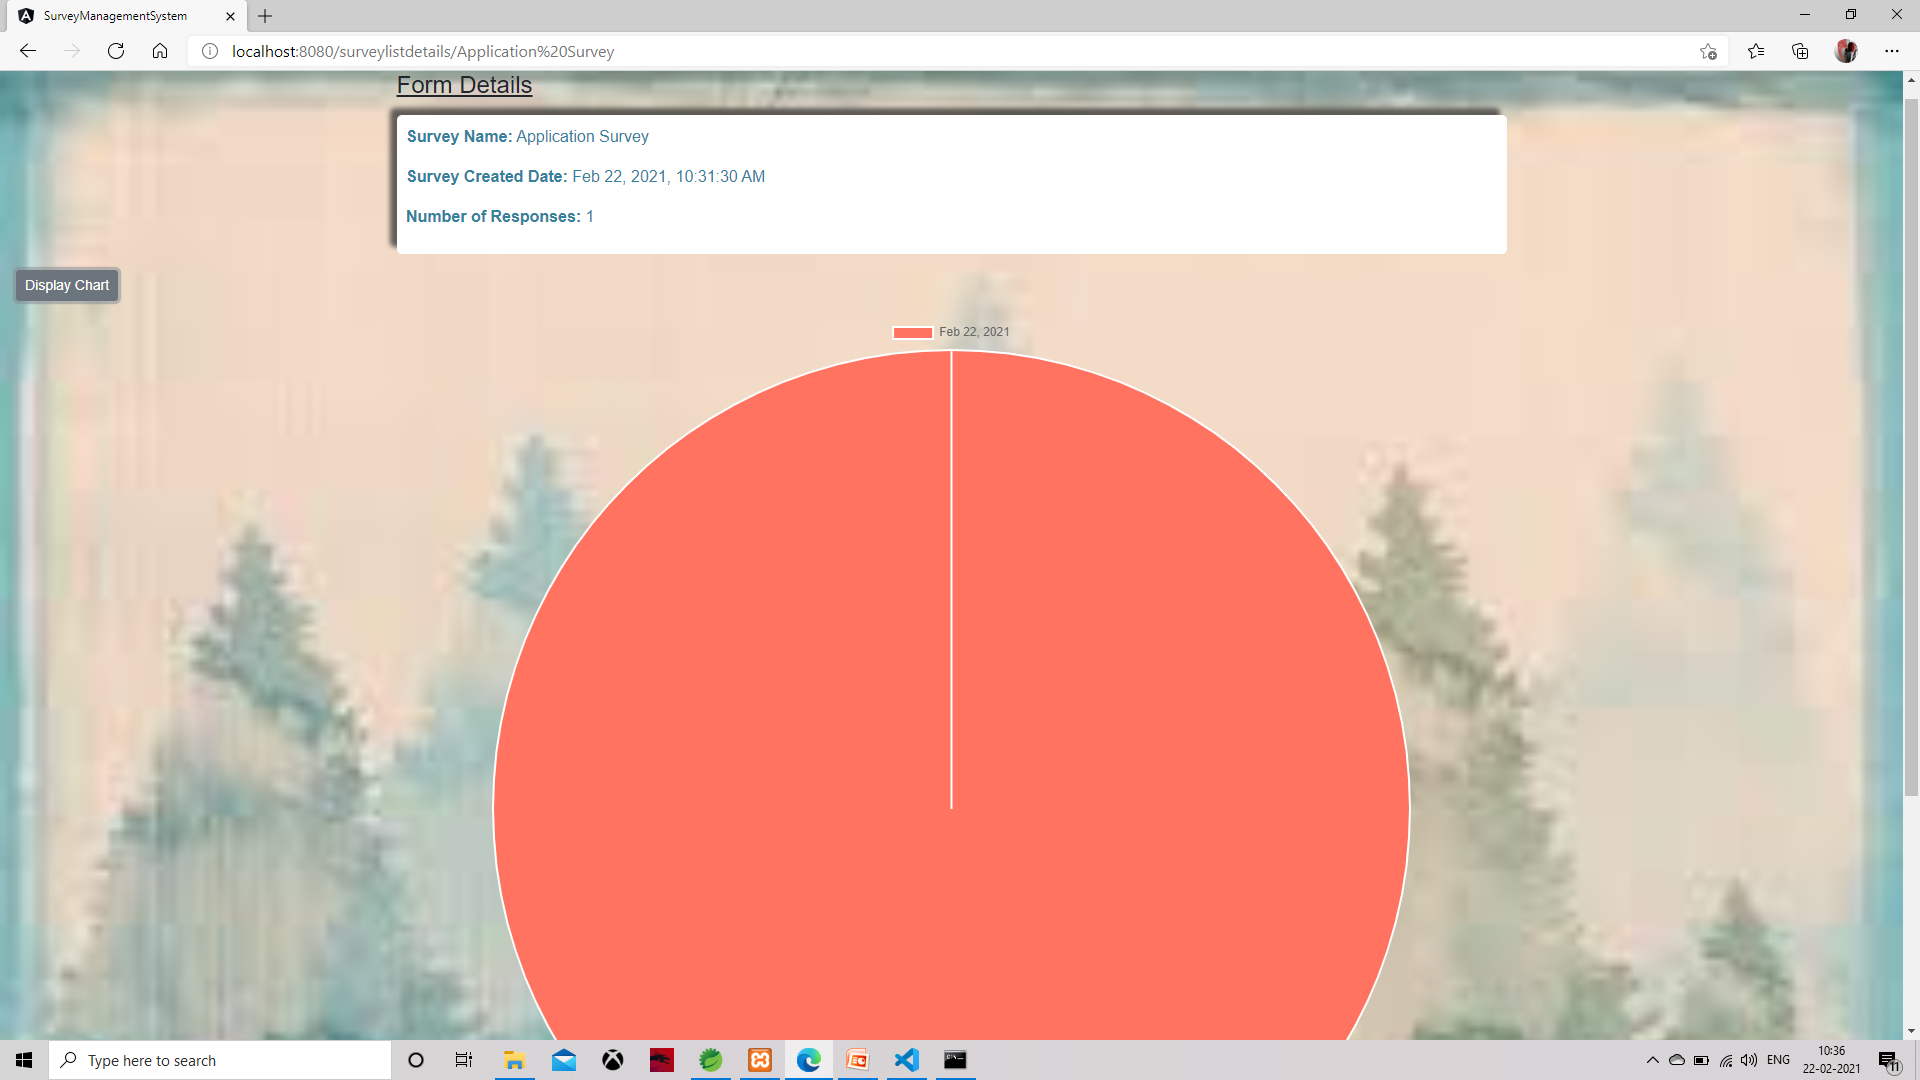 SurveyManagementSystem
localhost:8080/surveylistdetails/Application%20Survey
Form Details
Survey Name: Application Survey
Survey Created Date: Feb 22, 2021, 10:31:30 AM
Number of Responses: 1
Display Chart
Feb 22, 2021
Type here to search
ENG
10:36
22-02-2021
11